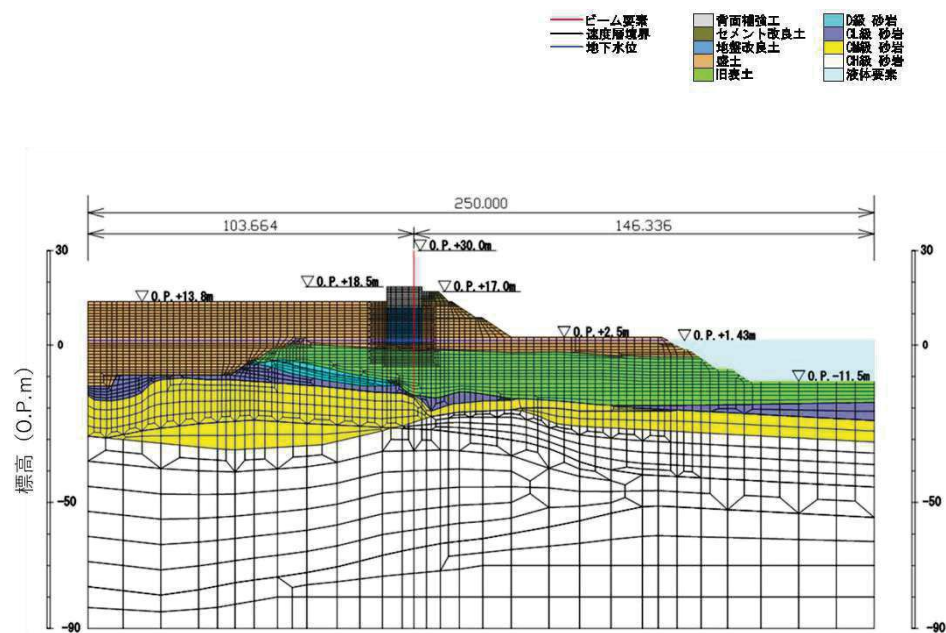 ビーム要素
速度層境界
地下水位
背面補強工
セメント改良土
地盤改良土
盛土
旧表土
D級 砂岩
CL級 砂岩
CM級 砂岩
CH級 砂岩
液体要素
250.000
103.664
146.336
O.P.+30.0m
O.P.+18.5m
O.P.+17.0m
O.P.+13.8m
O.P.+2.5m
O.P.+1.43m
O.P.-11.5m
標高 (O.P.m)
30
0
-50
-90
30
0
-50
-90